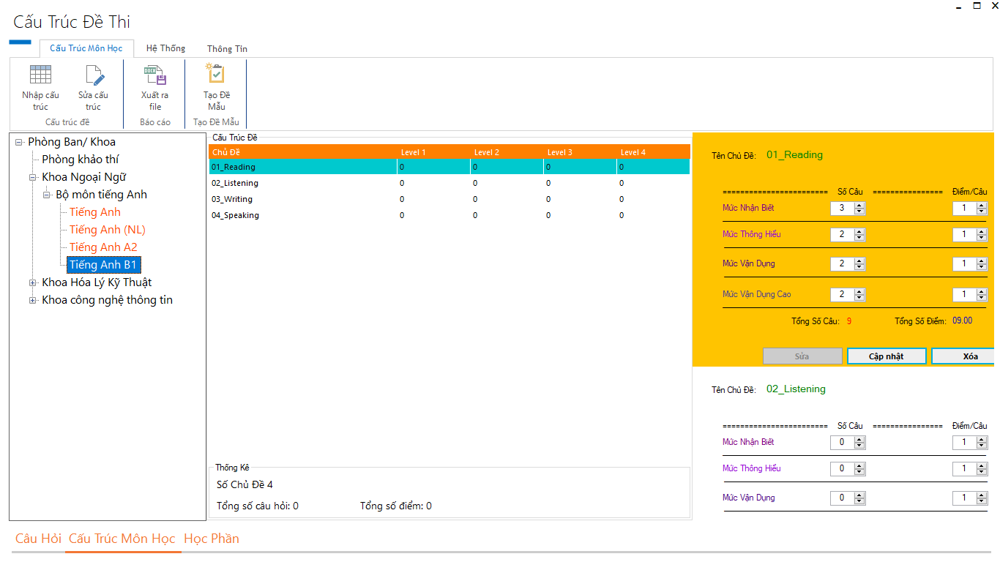 Cấu Trúc Đề Thi
Cấu Trúc Môn Học Hệ Thống Thông Tin
Nhập cấu trúc
Sửa cấu trúc
Cấu trúc đề
DOCX
Xuất ra file
Báo cáo
Tạo Đề Mẫu
Tạo Đề Mẫu
Phòng Ban/ Khoa
Phòng khảo thí
Khoa Ngoại Ngữ
Bộ môn tiếng Anh
Tiếng Anh
Tiếng Anh (NL)
Tiếng Anh A2
Tiếng Anh B1
Khoa Hóa Lý Kỹ Thuật
Khoa công nghệ thông tin
Cấu Trúc Đề
Chủ Đề Level 1 Level 2 Level 3 Level 4
01_Reading 0 0 0 0
02_Listening 0 0 0 0
03_Writing 0 0 0 0
04_Speaking 0 0 0 0
Thống Kê
Số Chủ Đề 4
Tổng số câu hỏi: 0 Tổng số điểm: 0
Tên Chủ Đề: 01_Reading
======================== Số Câu ================ Điểm/Câu
Mức Nhận Biết 3 1
Mức Thông Hiểu 2 1
Mức Vận Dụng 2 1
Mức Vận Dụng Cao 2 1
Tổng Số Câu: 9 Tổng Số Điểm: 09.00
Sửa Cập nhật Xóa
Tên Chủ Đề: 02_Listening
======================== Số Câu ================ Điểm/Câu
Mức Nhận Biết 0 1
Mức Thông Hiểu 0 1
Mức Vận Dụng 0 1
Câu Hỏi Cấu Trúc Môn Học Học Phần